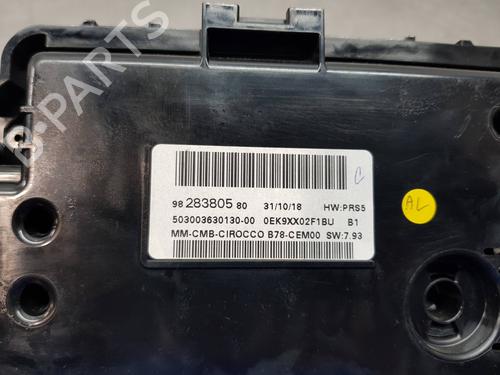 B-PARTS
98 283805 80 31/10/18 HW:PRS5
503003630130-00 0EK9XX02F1BU B1
MM-CMB-CIROCCO B78-CEM00 SW:7.93
C
AL